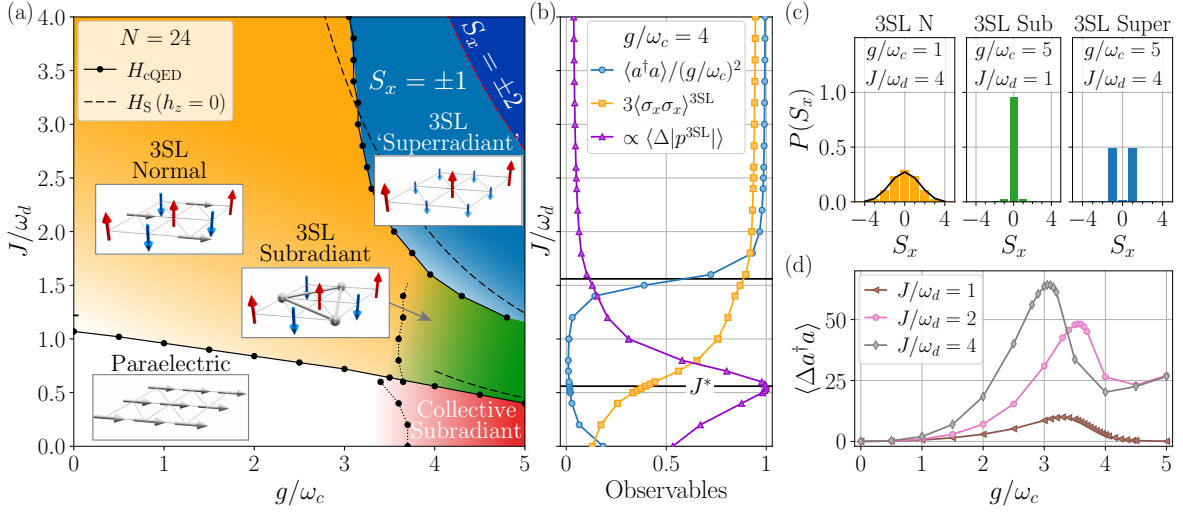 (a)
4.0
3.5
3.0
2.5
2.0
1.5
1.0
0.5
0.0
J/ω_d
N = 24
H_cQED
H_S (h_z = 0)
S_x = ±1
S_x = ±2
3SL
'Superradiant'
3SL
Normal
3SL
Subradiant
Paraelectric
Collective
Subradiant
0 1 2 3 4 5
g/ω_c
(b)
J/ω_d
g/ω_c = 4
⟨a†a⟩/(g/ω_c)²
3⟨σ_xσ_x⟩^3SL
∝ ⟨Δ|p^3SL|⟩
J*
0 0.5 1
Observables
(c)
3SL N
g/ω_c = 1
J/ω_d = 4
3SL Sub
g/ω_c = 5
J/ω_d = 1
3SL Super
g/ω_c = 5
J/ω_d = 4
P(S_x)
1.0
0.5
0.0
−4 0 4
−4 0 4
−4 0 4
S_x
S_x
S_x
(d)
J/ω_d = 1
J/ω_d = 2
J/ω_d = 4
⟨Δa†a⟩
50
25
0
0 1 2 3 4 5
g/ω_c